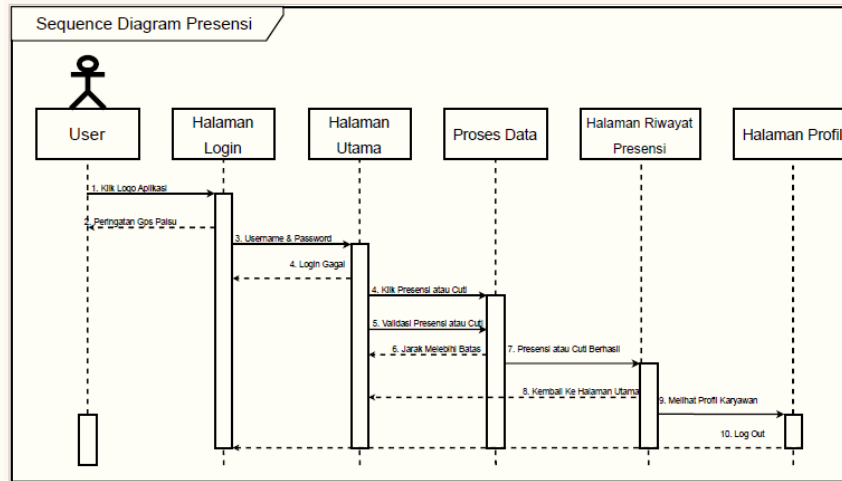 Sequence Diagram Presensi
User
Halaman
Login
Halaman
Utama
Proses Data
Halaman Riwayat
Presensi
Halaman Profil
1. Klik Logo Aplikasi
2. Peringatan Gps Palsu
3. Username & Password
4. Login Gagal
4. Klik Presensi atau Cuti
5. Validasi Presensi atau Cuti
6. Jarak Melebihi Batas
7. Presensi atau Cuti Berhasil
8. Kembali Ke Halaman Utama
9. Melihat Profil Karyawan
10. Log Out